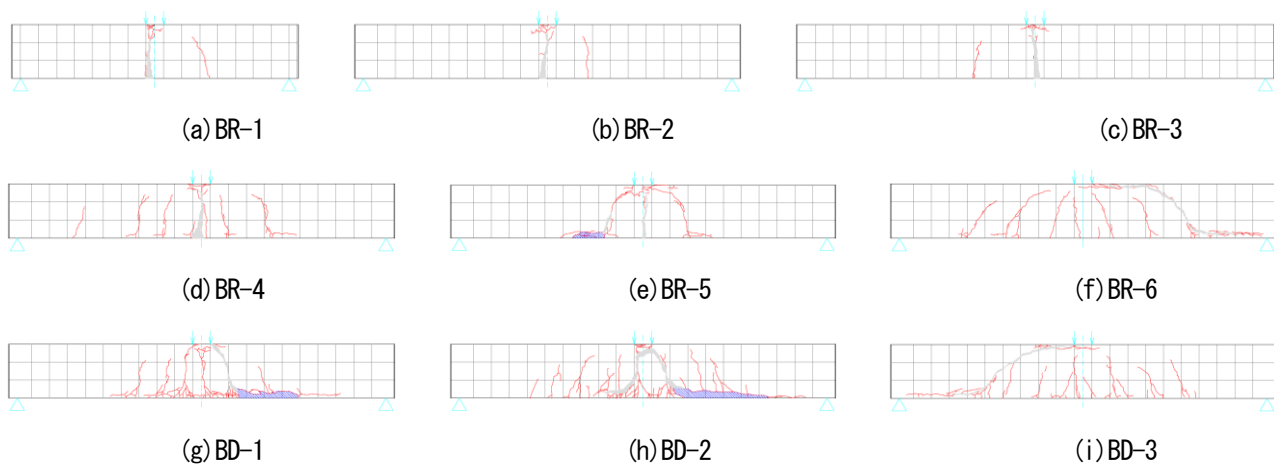 (a)BR-1
(b)BR-2
(c)BR-3
(d)BR-4
(e)BR-5
(f)BR-6
(g)BD-1
(h)BD-2
(i)BD-3